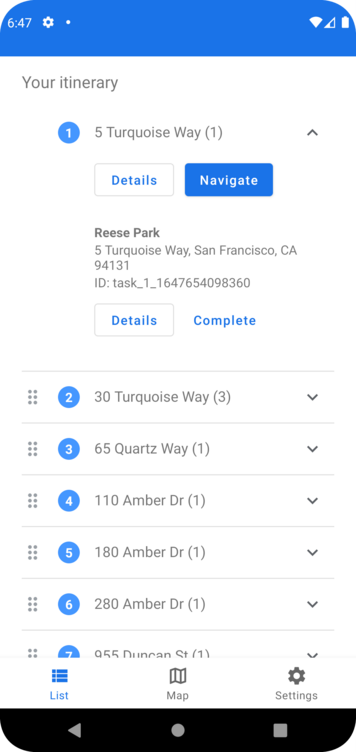 6:47
Your itinerary
1 5 Turquoise Way (1)
Details Navigate
Reese Park
5 Turquoise Way, San Francisco, CA
94131
ID: task_1_1647654098360
Details Complete
2 30 Turquoise Way (3)
3 65 Quartz Way (1)
4 110 Amber Dr (1)
5 180 Amber Dr (1)
6 280 Amber Dr (1)
7 955 Duncan St (1)
List Map Settings